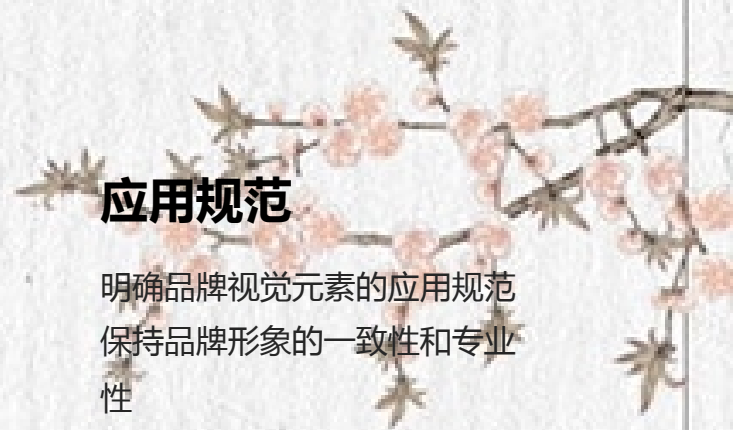 应用规范
明确品牌视觉元素的应用规范
保持品牌形象的一致性和专业
性